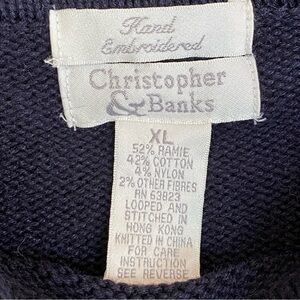 Hand
Embroidered
Christopher
& Banks
XL
52% RAMIE
42% COTTON
4% NYLON
2% OTHER FIBRES
RN 63923
LOOPED AND
STITCHED IN
HONG KONG
KNITTED IN CHINA
FOR CARE
INSTRUCTION
SEE REVERSE